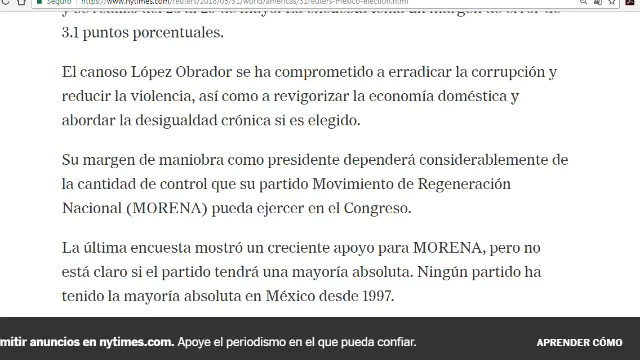 Seguro | https://www.nytimes.com/reuters/2018/05/31/world/americas/31reuters-mexico-election.html
3.1 puntos porcentuales.
El canoso López Obrador se ha comprometido a erradicar la corrupción y
reducir la violencia, así como a revigorizar la economía doméstica y
abordar la desigualdad crónica si es elegido.
Su margen de maniobra como presidente dependerá considerablemente de
la cantidad de control que su partido Movimiento de Regeneración
Nacional (MORENA) pueda ejercer en el Congreso.
La última encuesta mostró un creciente apoyo para MORENA, pero no
está claro si el partido tendrá una mayoría absoluta. Ningún partido ha
tenido la mayoría absoluta en México desde 1997.
mitir anuncios en nytimes.com. Apoye el periodismo en el que pueda confiar. APRENDER CÓMO